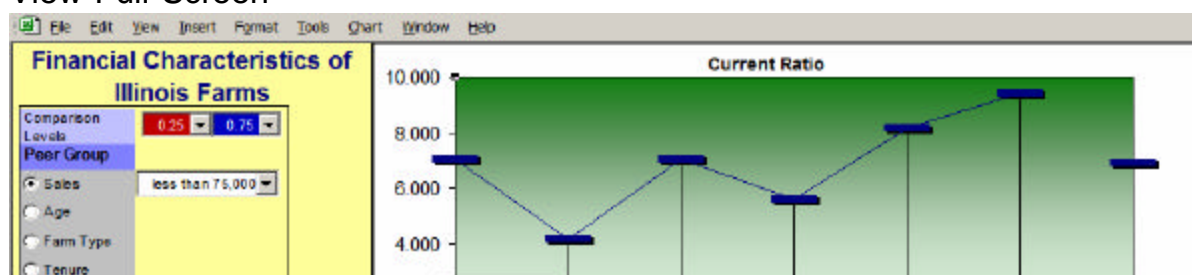 View Full Screen
File Edit View Insert Format Tools Chart Window Help
Financial Characteristics of
Illinois Farms
Comparison
Levels
0.25 0.75
Peer Group
Sales less than 75,000
Age
Farm Type
Tenure
Current Ratio
10.000
8.000
6.000
4.000